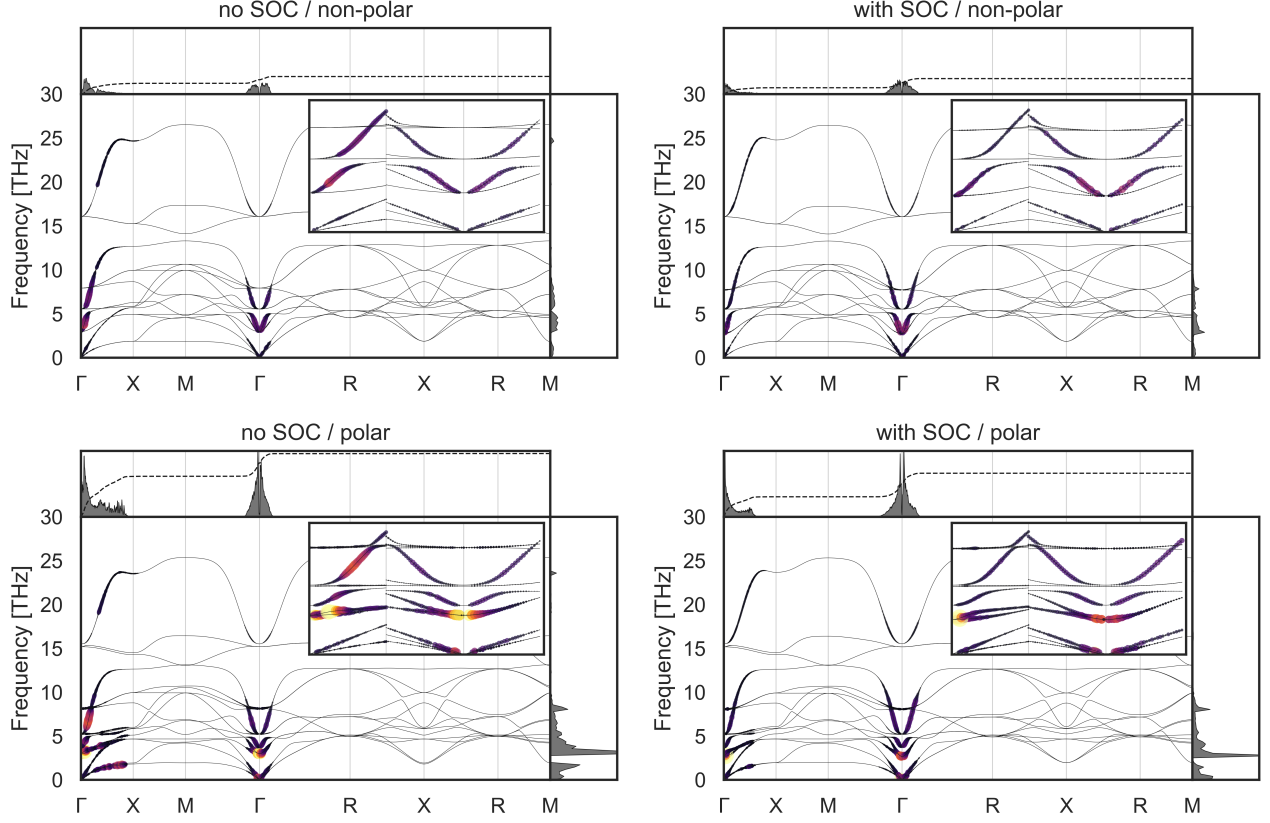 no SOC / non-polar
with SOC / non-polar
30
25
20
15
10
5
0
Frequency [THz]
Γ X M Γ R X R M
30
25
20
15
10
5
0
Frequency [THz]
Γ X M Γ R X R M
no SOC / polar
with SOC / polar
30
25
20
15
10
5
0
Frequency [THz]
Γ X M Γ R X R M
30
25
20
15
10
5
0
Frequency [THz]
Γ X M Γ R X R M